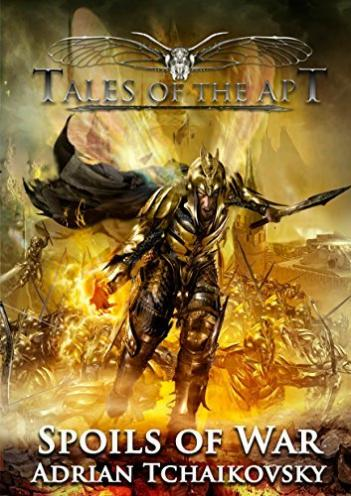 TALES OF THE APT
SPOILS OF WAR
ADRIAN TCHAIKOVSKY